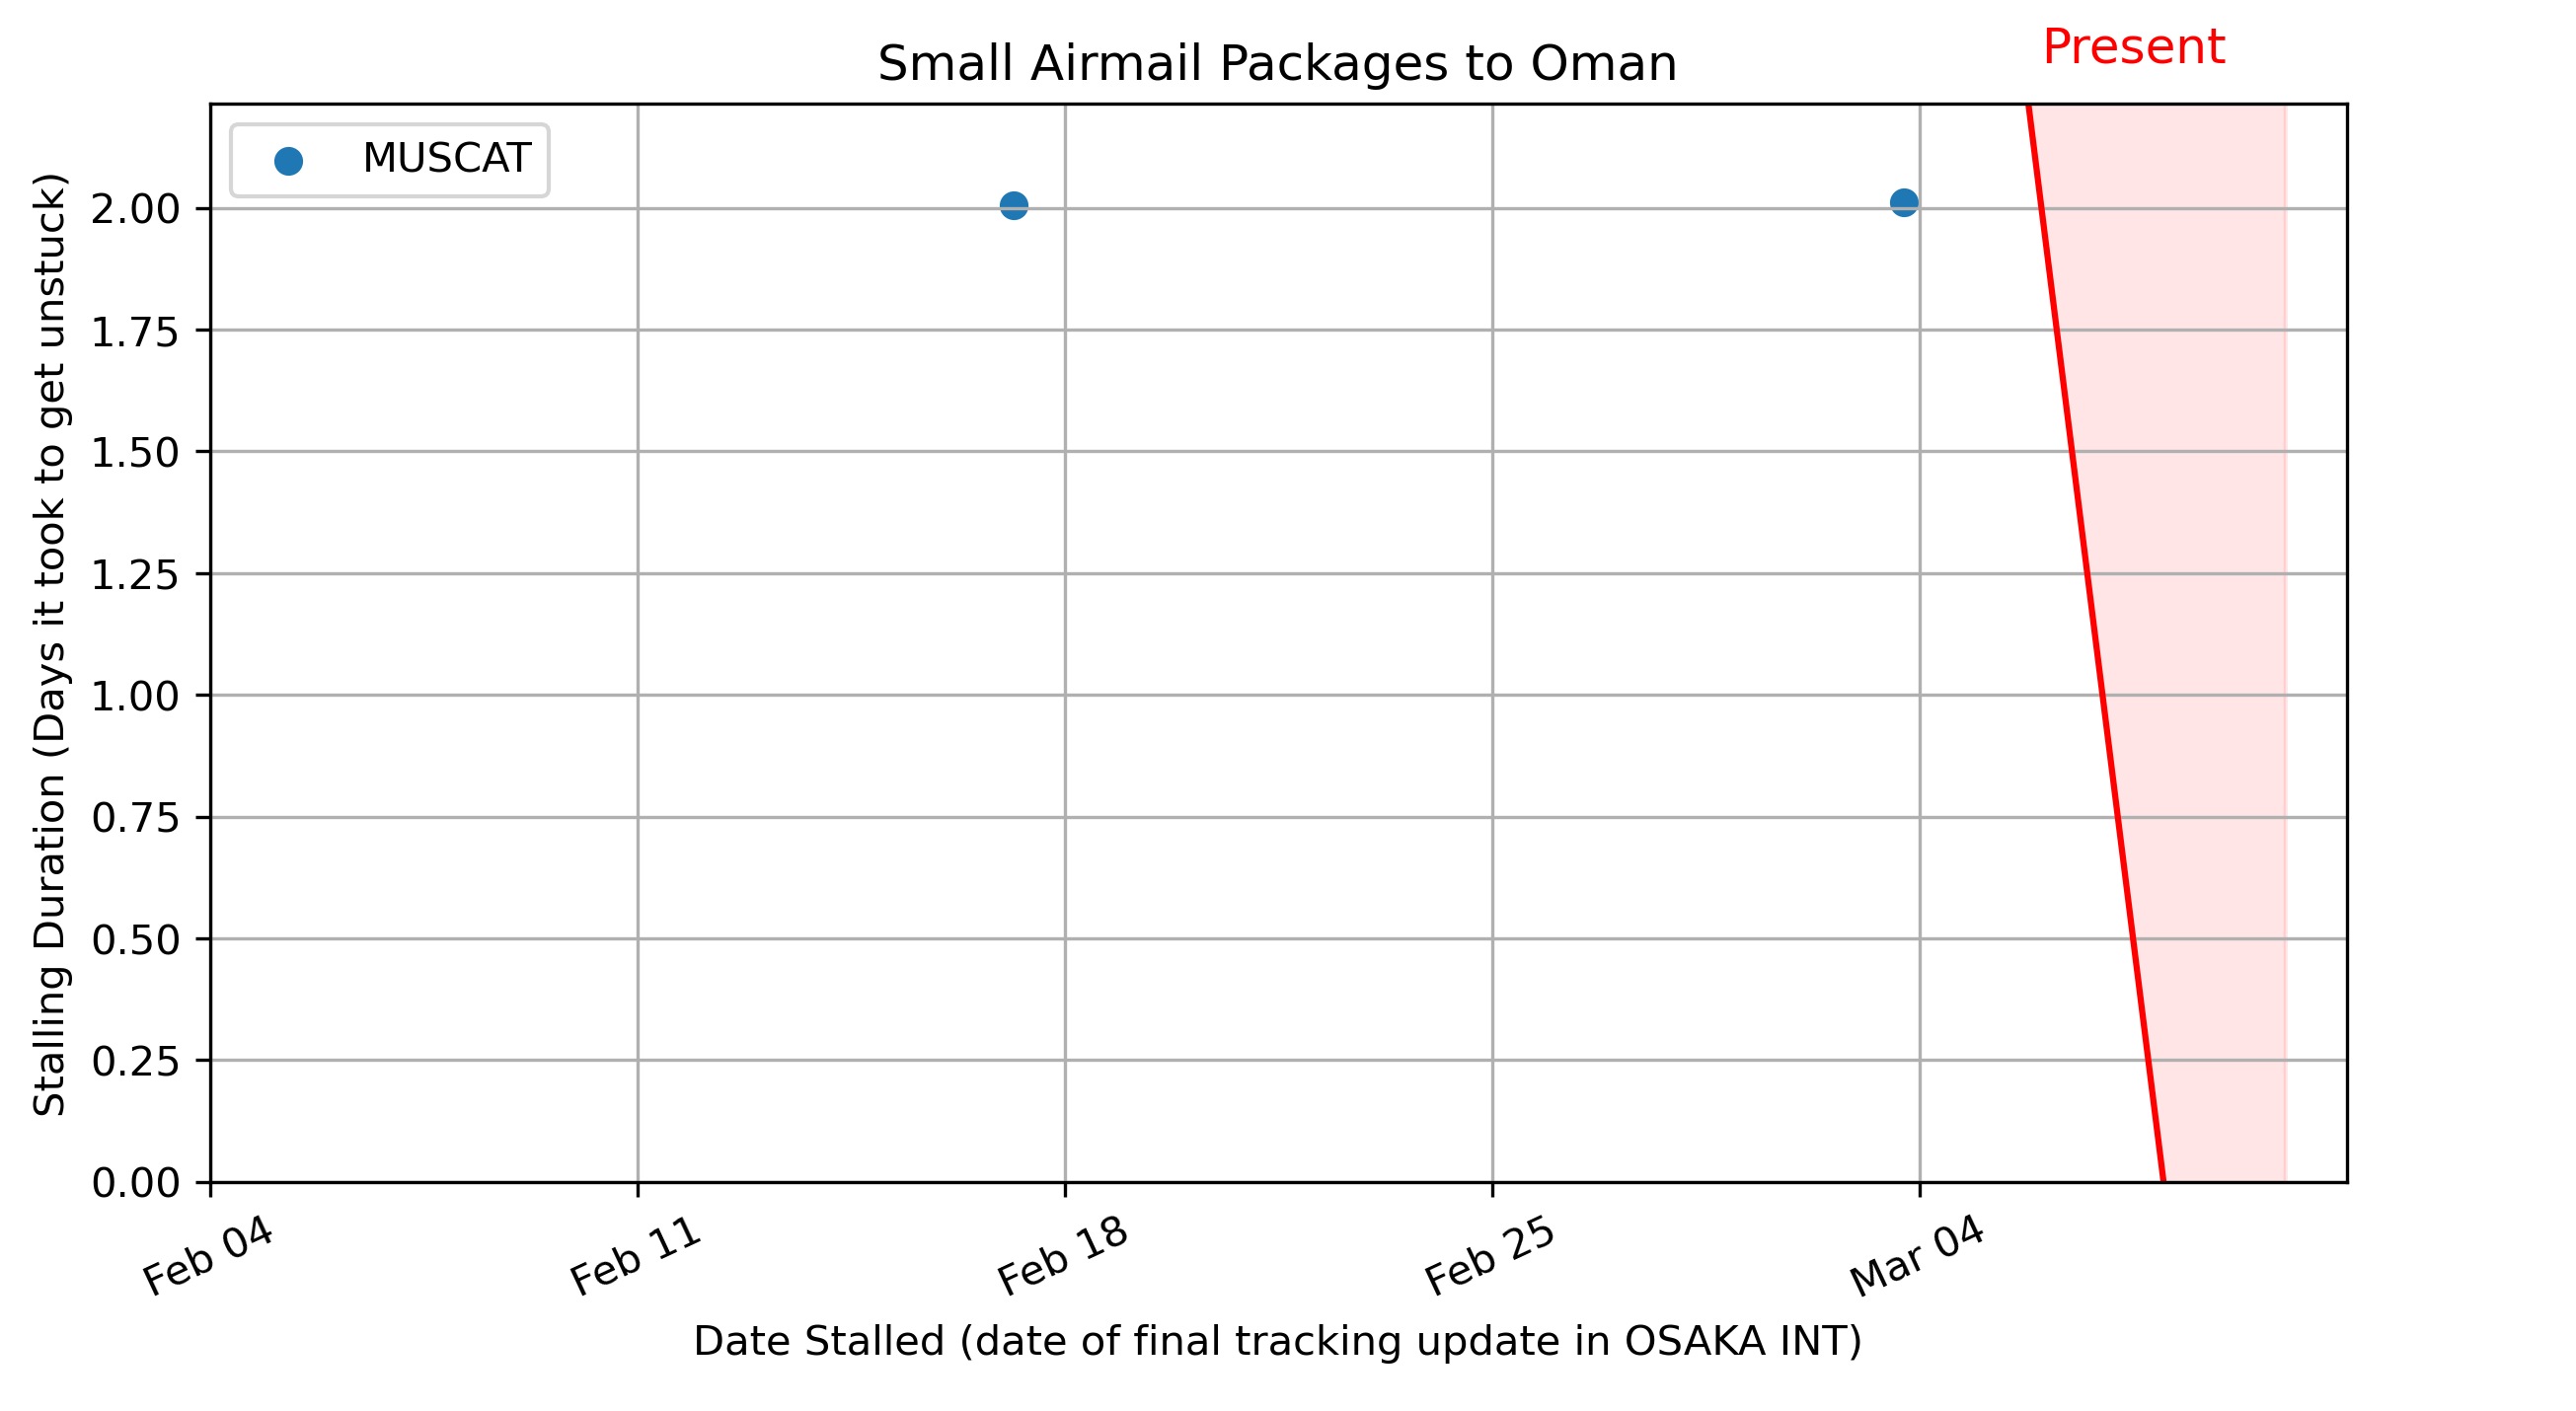 Present
Small Airmail Packages to Oman
MUSCAT
Stalling Duration (Days it took to get unstuck)
2.00
1.75
1.50
1.25
1.00
0.75
0.50
0.25
0.00
Feb 04
Feb 11
Feb 18
Feb 25
Mar 04
Date Stalled (date of final tracking update in OSAKA INT)